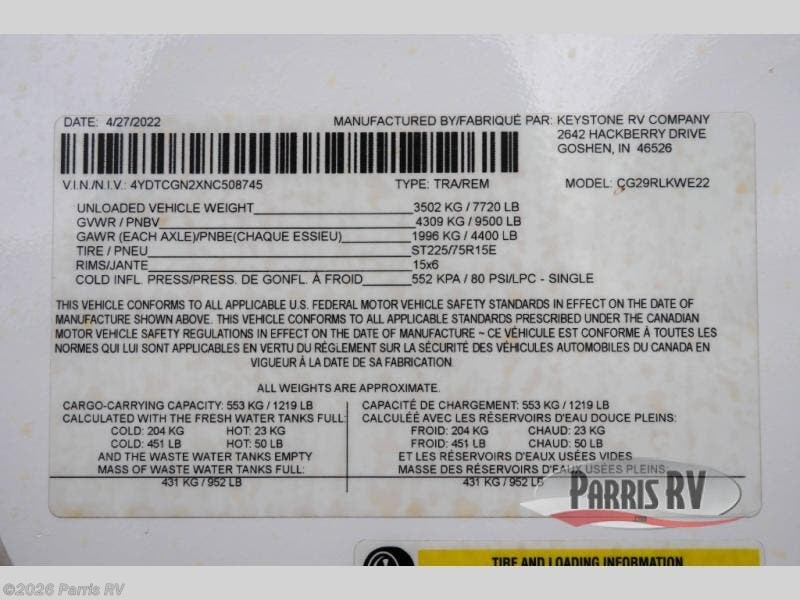 DATE: 4/27/2022
MANUFACTURED BY/FABRIQUÉ PAR: KEYSTONE RV COMPANY
2642 HACKBERRY DRIVE
GOSHEN, IN 46526
V.I.N./N.I.V.: 4YDTCGN2XNC508745 TYPE: TRA/REM MODEL: CG29RLKWE22
UNLOADED VEHICLE WEIGHT 3502 KG / 7720 LB
GVWR / PNBV 4309 KG / 9500 LB
GAWR (EACH AXLE)/PNBE(CHAQUE ESSIEU) 1996 KG / 4400 LB
TIRE / PNEU ST225/75R15E
RIMS/JANTE 15x6
COLD INFL. PRESS/PRESS. DE GONFL. À FROID 552 KPA / 80 PSI/LPC - SINGLE
THIS VEHICLE CONFORMS TO ALL APPLICABLE U.S. FEDERAL MOTOR VEHICLE SAFETY STANDARDS IN EFFECT ON THE DATE OF
MANUFACTURE SHOWN ABOVE. THIS VEHICLE CONFORMS TO ALL APPLICABLE STANDARDS PRESCRIBED UNDER THE CANADIAN
MOTOR VEHICLE SAFETY REGULATIONS IN EFFECT ON THE DATE OF MANUFACTURE ~ CE VÉHICULE EST CONFORME À TOUTES LES
NORMES QUI LUI SONT APPLICABLES EN VERTU DU RÉGLEMENT SUR LA SÉCURITÉ DES VÉHICULES AUTOMOBILES DU CANADA EN
VIGUEUR À LA DATE DE SA FABRICATION.
ALL WEIGHTS ARE APPROXIMATE.
CARGO-CARRYING CAPACITY: 553 KG / 1219 LB
CALCULATED WITH THE FRESH WATER TANKS FULL:
COLD: 204 KG HOT: 23 KG
COLD: 451 LB HOT: 50 LB
AND THE WASTE WATER TANKS EMPTY
MASS OF WASTE WATER TANKS FULL:
431 KG / 952 LB
CAPACITÉ DE CHARGEMENT: 553 KG / 1219 LB
CALCULÉE AVEC LES RÉSERVOIRS D'EAU DOUCE PLEINS:
FROID: 204 KG CHAUD: 23 KG
FROID: 451 LB CHAUD: 50 LB
ET LES RÉSERVOIRS D'EAUX USÉES VIDES
MASSE DES RÉSERVOIRS D'EAUX USÉES PLEINS:
431 KG / 952 LB
PARRIS RV
TIRE AND LOADING INFORMATION
©2026 Parris RV